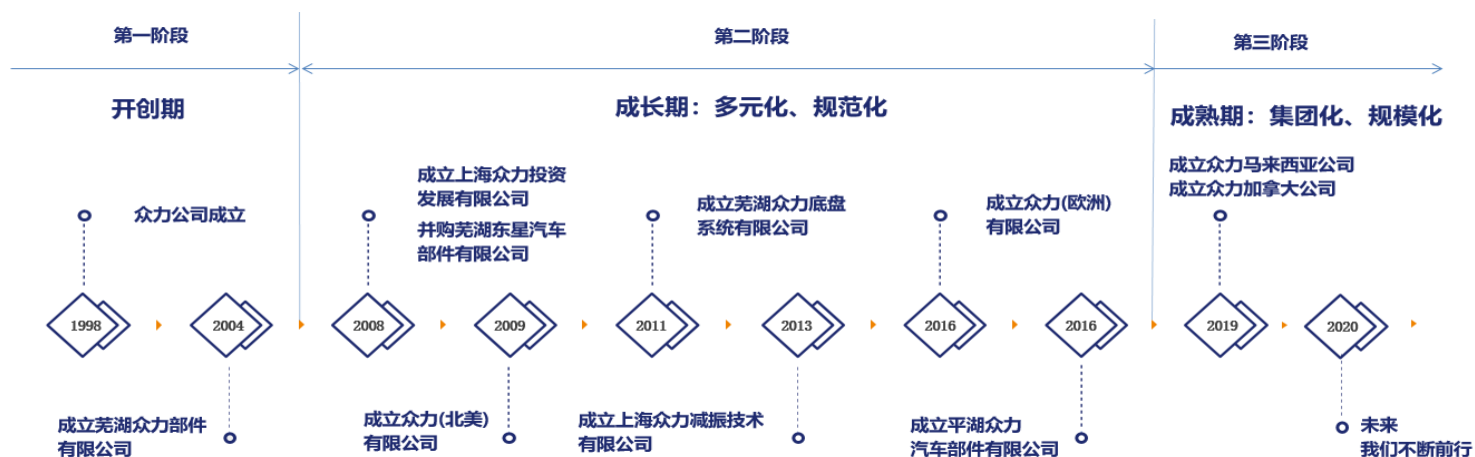 第一阶段
第二阶段
第三阶段
开创期
成长期：多元化、规范化
成熟期：集团化、规模化
众力公司成立
成立上海众力投资
发展有限公司
并购芜湖东星汽车
部件有限公司
成立芜湖众力底盘
系统有限公司
成立众力(欧洲)
有限公司
成立众力马来西亚公司
成立众力加拿大公司
1998
2004
2008
2009
2011
2013
2016
2016
2019
2020
成立芜湖众力部件
有限公司
成立众力(北美)
有限公司
成立上海众力减振技术
有限公司
成立平湖众力
汽车部件有限公司
未来
我们不断前行